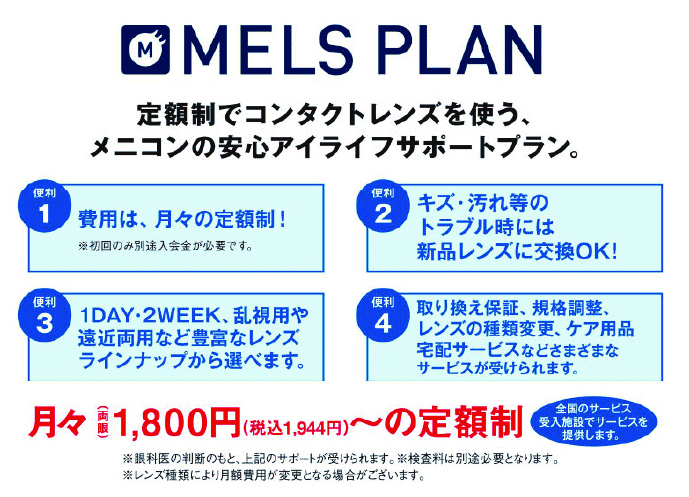 M MELS PLAN
定額制でコンタクトレンズを使う、
メニコンの安心アイライフサポートプラン。
便利
1
費用は、月々の定額制!
※初回のみ別途入会金が必要です。
便利
2
キズ・汚れ等の
トラブル時には
新品レンズに交換OK!
便利
3
1DAY・2WEEK、乱視用や
遠近両用など豊富なレンズ
ラインナップから選べます。
便利
4
取り換え保証、規格調整、
レンズの種類変更、ケア用品
宅配サービスなどさまざまな
サービスが受けられます。
月々(両眼)1,800円(税込1,944円)〜の定額制
全国のサービス
受入施設でリービスを
提供します。
※眼科医の判断のもと、上記のサポートが受けられます。※検査料は別途必要となります。
※レンズ種類により月額費用が変更となる場合がございます。